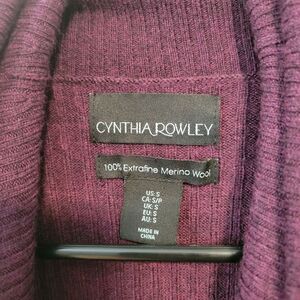 CYNTHIA ROWLEY
100% Extrafine Merino Wool
US: S
CA: S/P
UK: S
EU: S
AU: S
MADE IN
CHINA